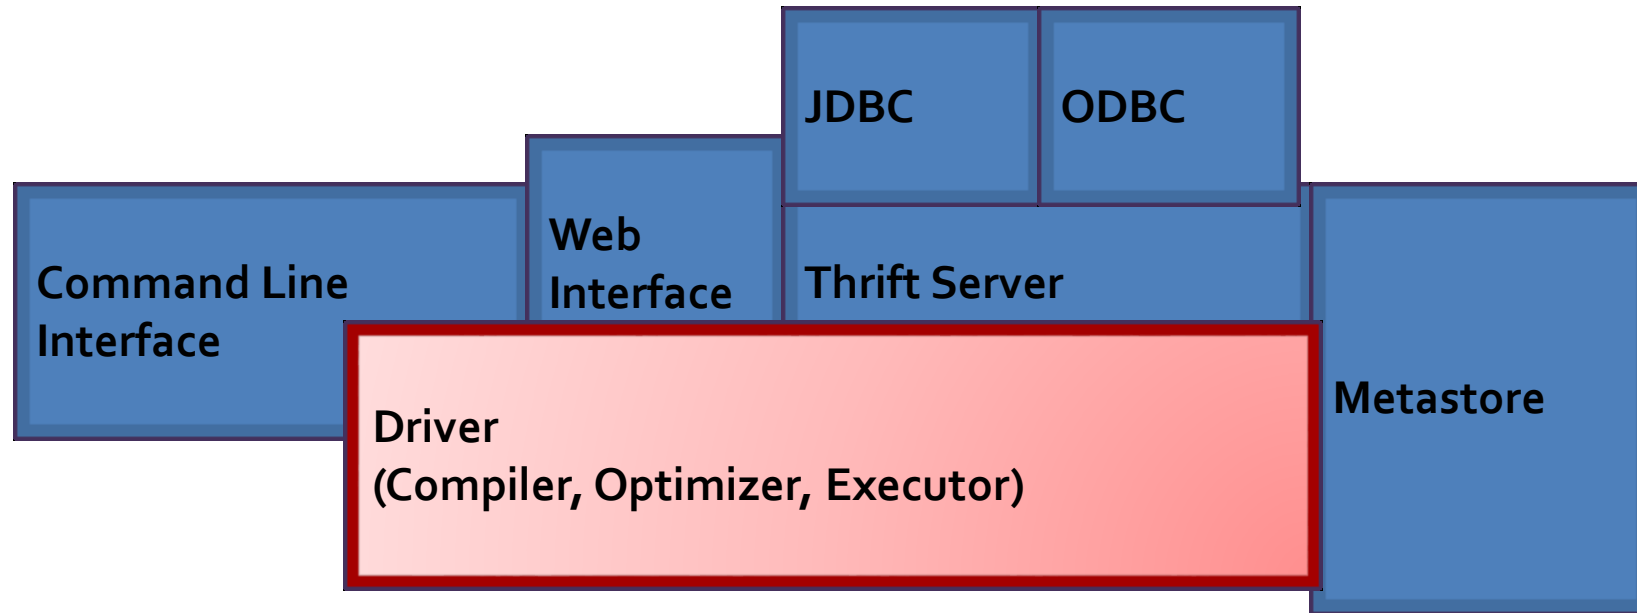 JDBC
ODBC
Web
Interface
Command Line
Interface
Thrift Server
Driver
(Compiler, Optimizer, Executor)
Metastore